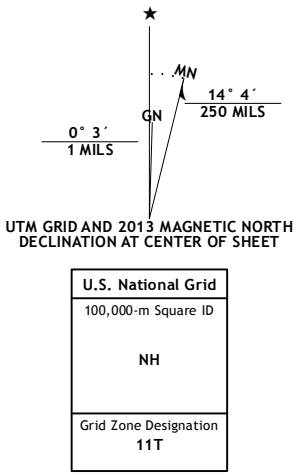 ★
MN
GN
14° 4´
250 MILS
0° 3´
1 MILS
UTM GRID AND 2013 MAGNETIC NORTH
DECLINATION AT CENTER OF SHEET
U.S. National Grid
100,000-m Square ID
NH
Grid Zone Designation
11T